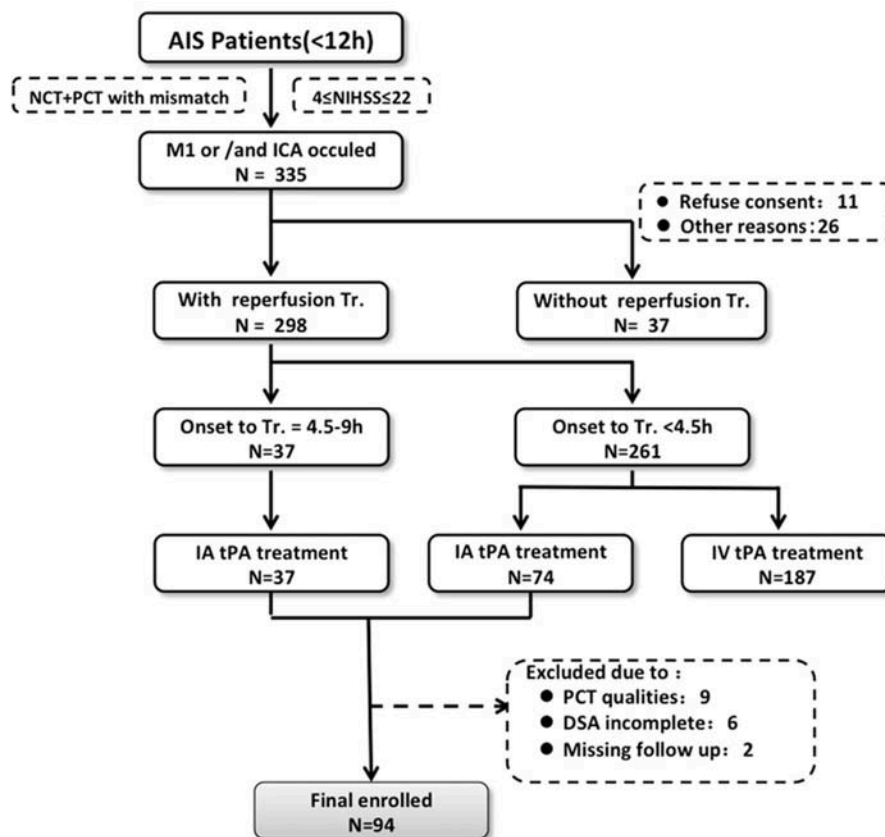 AIS Patients(<12h)
NCT+PCT with mismatch
4≤NIHSS≤22
M1 or /and ICA occuled
N = 335
● Refuse consent: 11
● Other reasons: 26
With reperfusion Tr.
N = 298
Without reperfusion Tr.
N= 37
Onset to Tr. = 4.5-9h
N=37
Onset to Tr. <4.5h
N=261
IA tPA treatment
N=37
IA tPA treatment
N=74
IV tPA treatment
N=187
Excluded due to :
● PCT qualities: 9
● DSA incomplete: 6
● Missing follow up: 2
Final enrolled
N=94